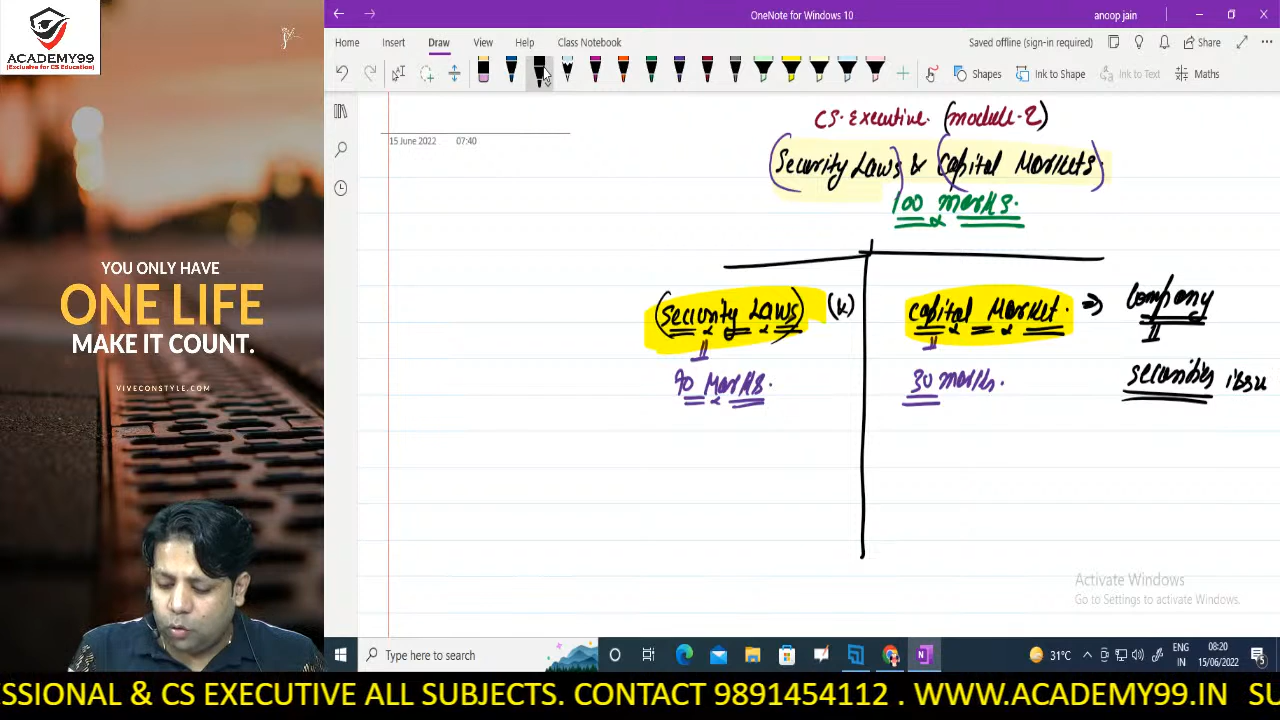 ACADEMY99
(Exclusive for CS Education)
YOU ONLY HAVE
ONE LIFE
MAKE IT COUNT.
VIVECONSTYLE.COM
OneNote for Windows 10
anoop jain
Home Insert Draw View Help Class Notebook
Saved offline (sign-in required)
Share
Shapes
Ink to Shape
Ink to Text
Maths
15 June 2022 07:40
CS-Executive (module-2)
(Security Laws) & (Capital Markets)
100 marks.
(Security Laws) (k)
Capital Market. ⇒ Company
70 Marks.
30 marks.
securities issu
Activate Windows
Go to Settings to activate Windows.
Type here to search
31°C
ENG
IN
08:20
15/06/2022
5
SSIONAL & CS EXECUTIVE ALL SUBJECTS. CONTACT 9891454112 . WWW.ACADEMY99.IN SU